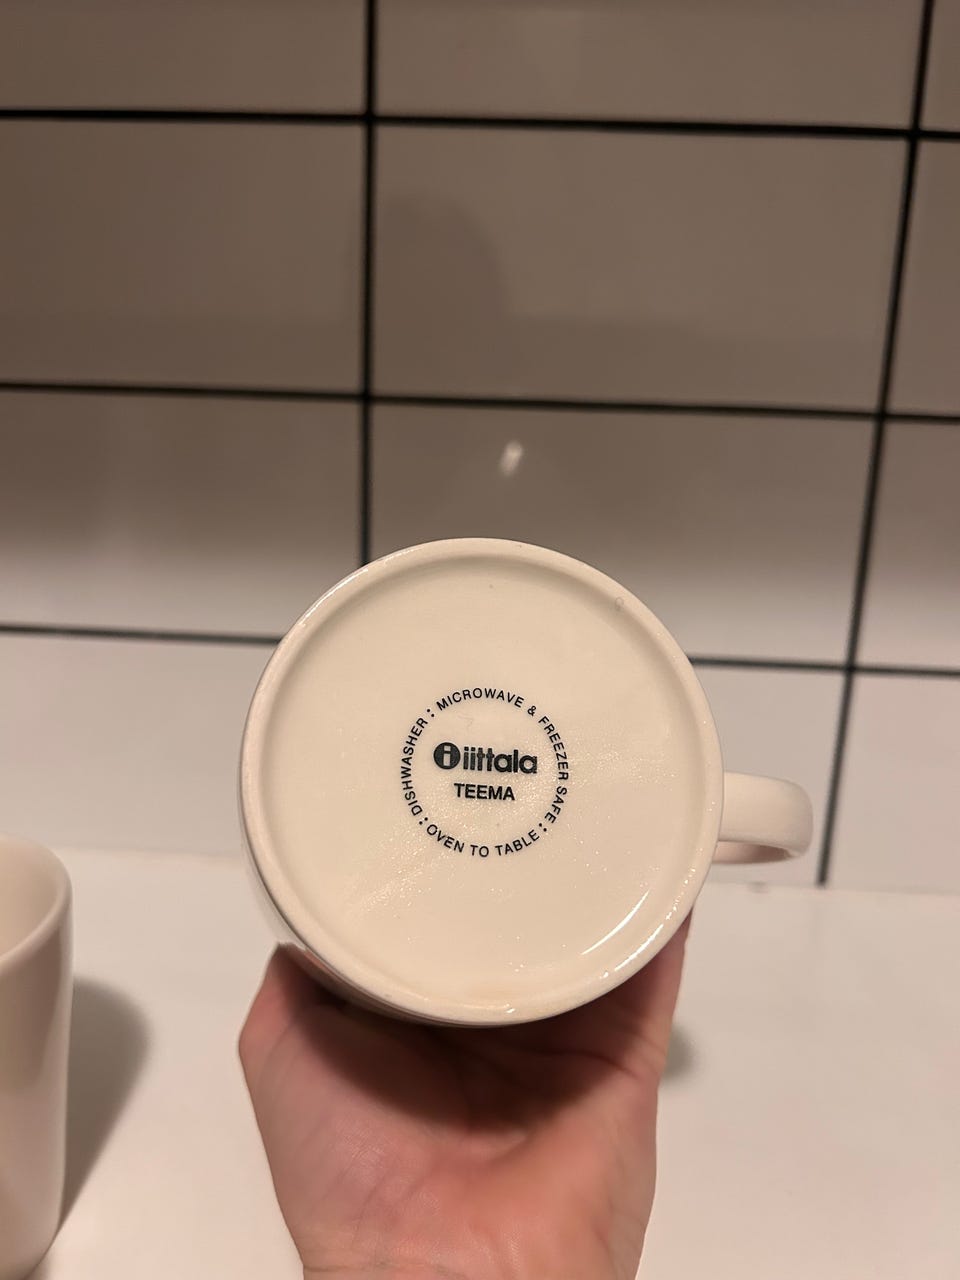 MICROWAVE & FREEZER SAFE :
OVEN TO TABLE :
DISHWASHER :
i iittala
TEEMA